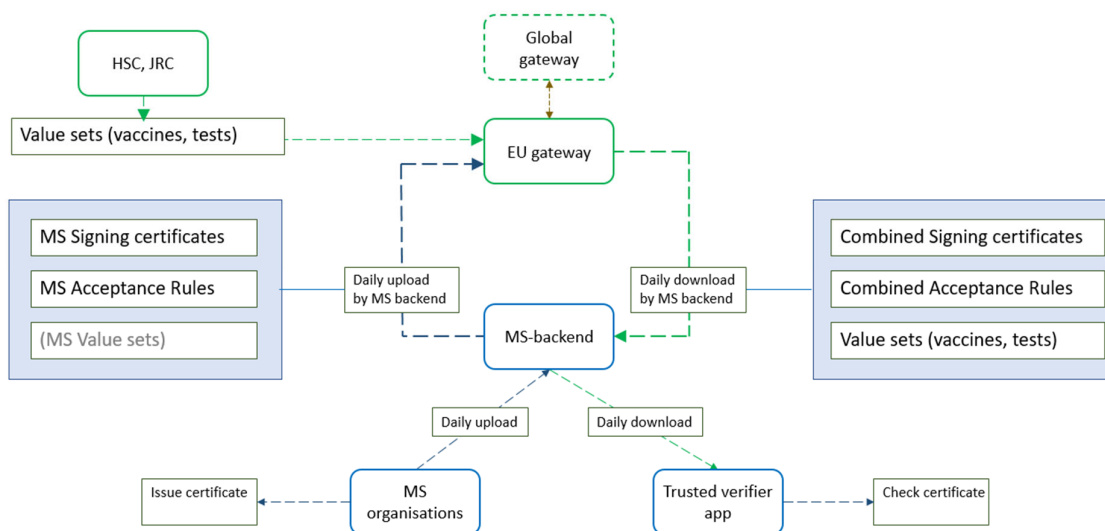 Global
gateway
HSC, JRC
Value sets (vaccines, tests)
EU gateway
MS Signing certificates
MS Acceptance Rules
(MS Value sets)
Daily upload
by MS backend
Daily download
by MS backend
Combined Signing certificates
Combined Acceptance Rules
Value sets (vaccines, tests)
MS-backend
Daily upload
Daily download
Issue certificate
MS
organisations
Trusted verifier
app
Check certificate